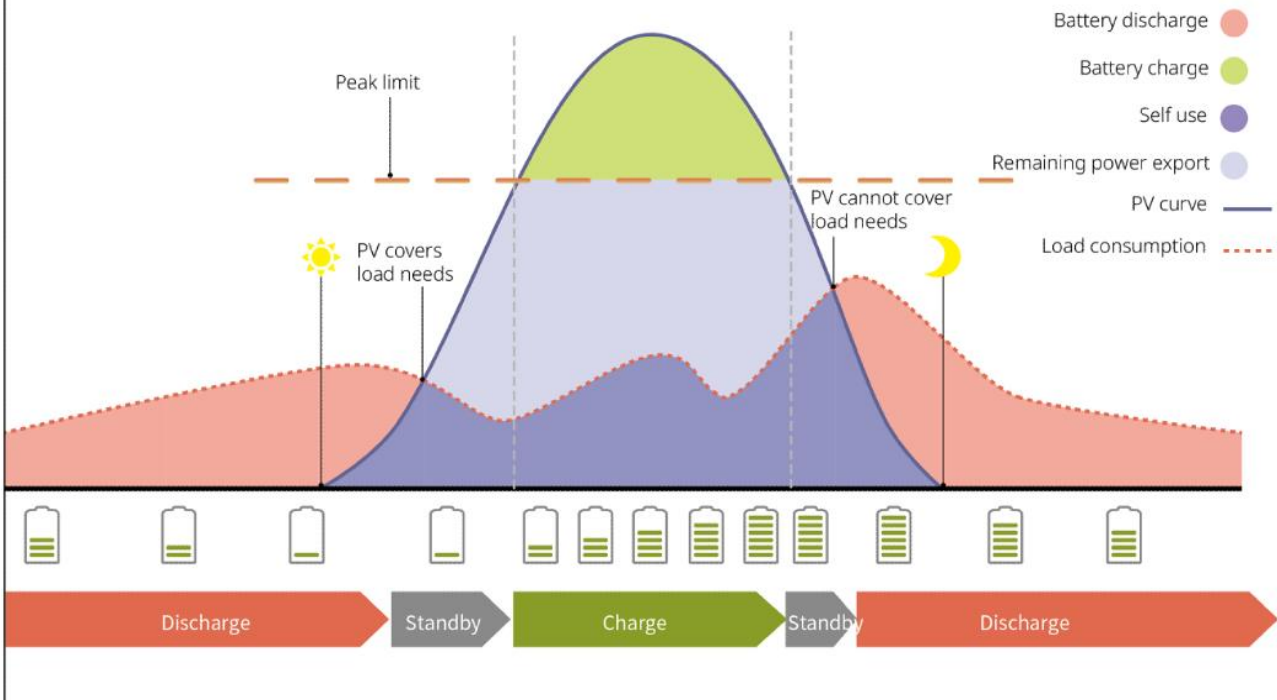 Battery discharge
Battery charge
Self use
Remaining power export
PV curve
Load consumption
Peak limit
PV cannot cover
load needs
PV covers
load needs
Discharge
Standby
Charge
Standby
Discharge